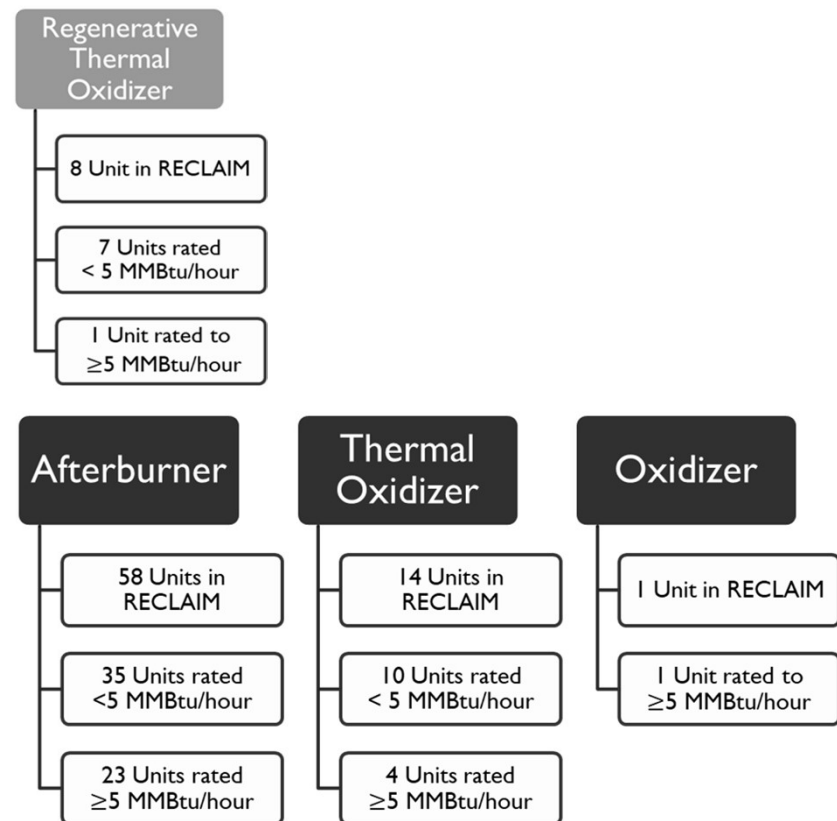 Regenerative
Thermal
Oxidizer
8 Unit in RECLAIM
7 Units rated
< 5 MMBtu/hour
1 Unit rated to
≥5 MMBtu/hour
Afterburner
58 Units in
RECLAIM
35 Units rated
<5 MMBtu/hour
23 Units rated
≥5 MMBtu/hour
Thermal
Oxidizer
14 Units in
RECLAIM
10 Units rated
< 5 MMBtu/hour
4 Units rated
≥5 MMBtu/hour
Oxidizer
1 Unit in RECLAIM
1 Unit rated to
≥5 MMBtu/hour